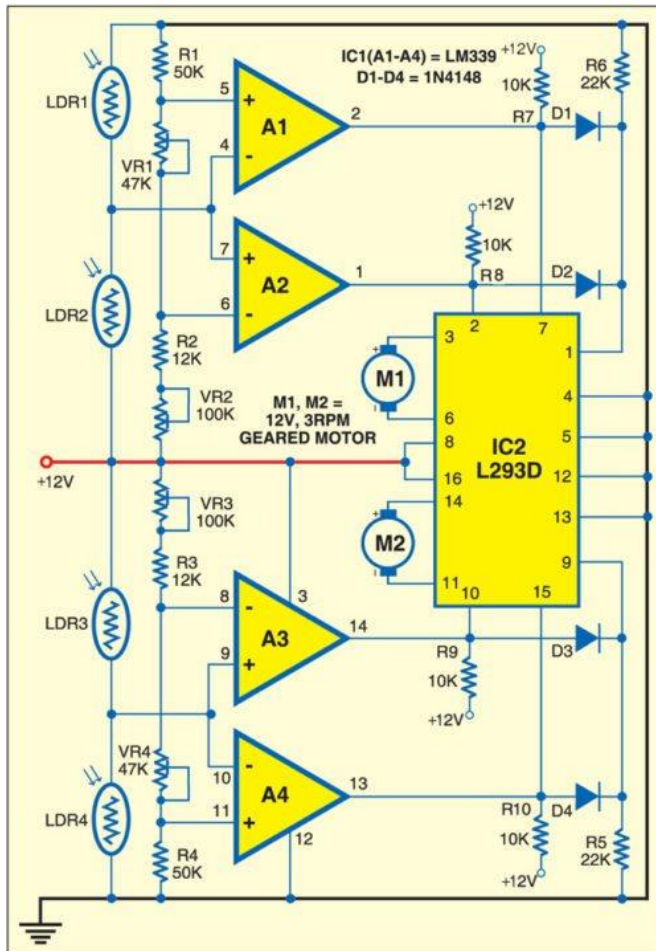 R1
50K
LDR1
VR1
47K
5
+
A1
4
-
2
IC1(A1-A4) = LM339
D1-D4 = 1N4148
+12V
10K
R7
D1
R6
22K
LDR2
7
+
A2
6
-
1
+12V
10K
R8
D2
R2
12K
VR2
100K
M1, M2 =
12V, 3RPM
GEARED MOTOR
+
M1
-
+
M2
-
2
7
3
1
6
4
8
5
IC2
L293D
16
12
14
13
11
9
10
15
+12V
VR3
100K
R3
12K
LDR3
8
-
A3
3
9
+
14
R9
10K
+12V
D3
VR4
47K
-
10
A4
11
+
13
12
LDR4
R4
50K
R10
10K
+12V
D4
R5
22K